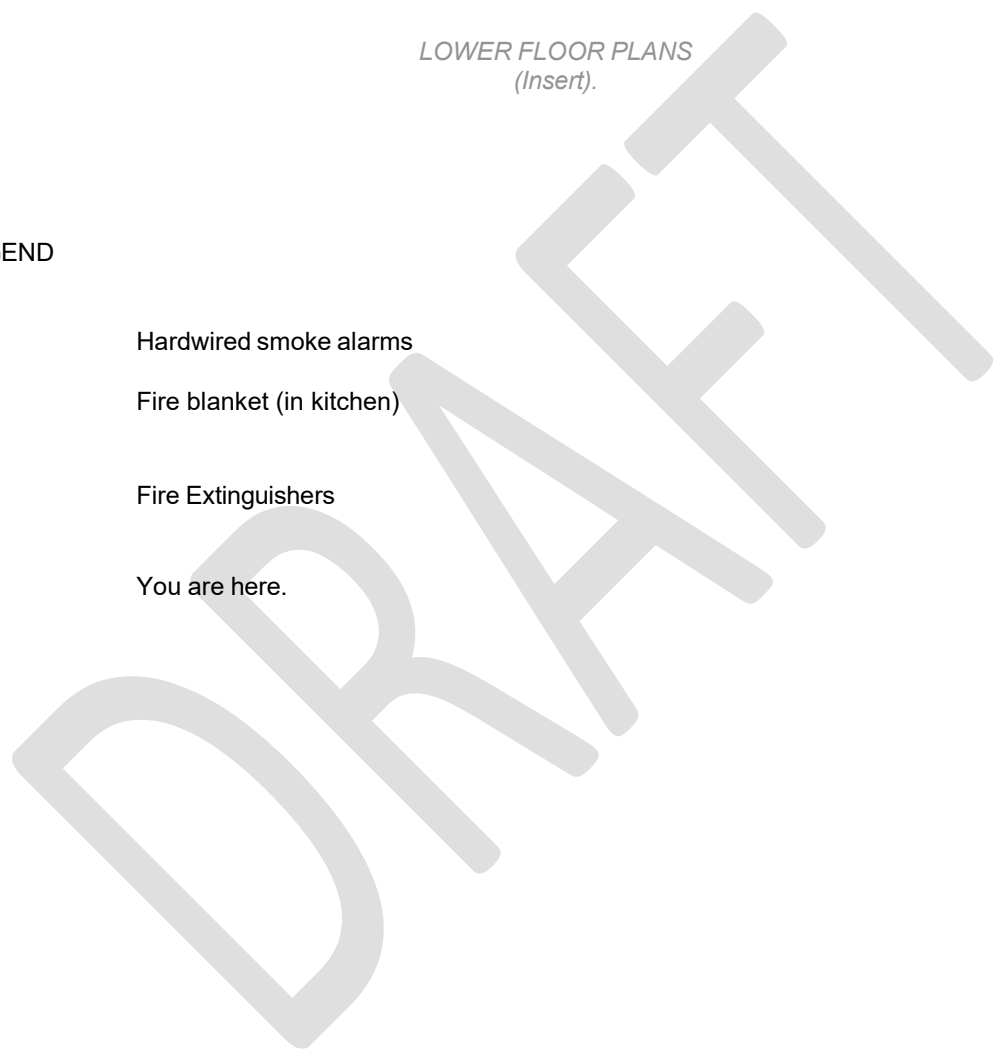 LOWER FLOOR PLANS
(Insert).
END
Hardwired smoke alarms
Fire blanket (in kitchen)
Fire Extinguishers
You are here.
DRAFT